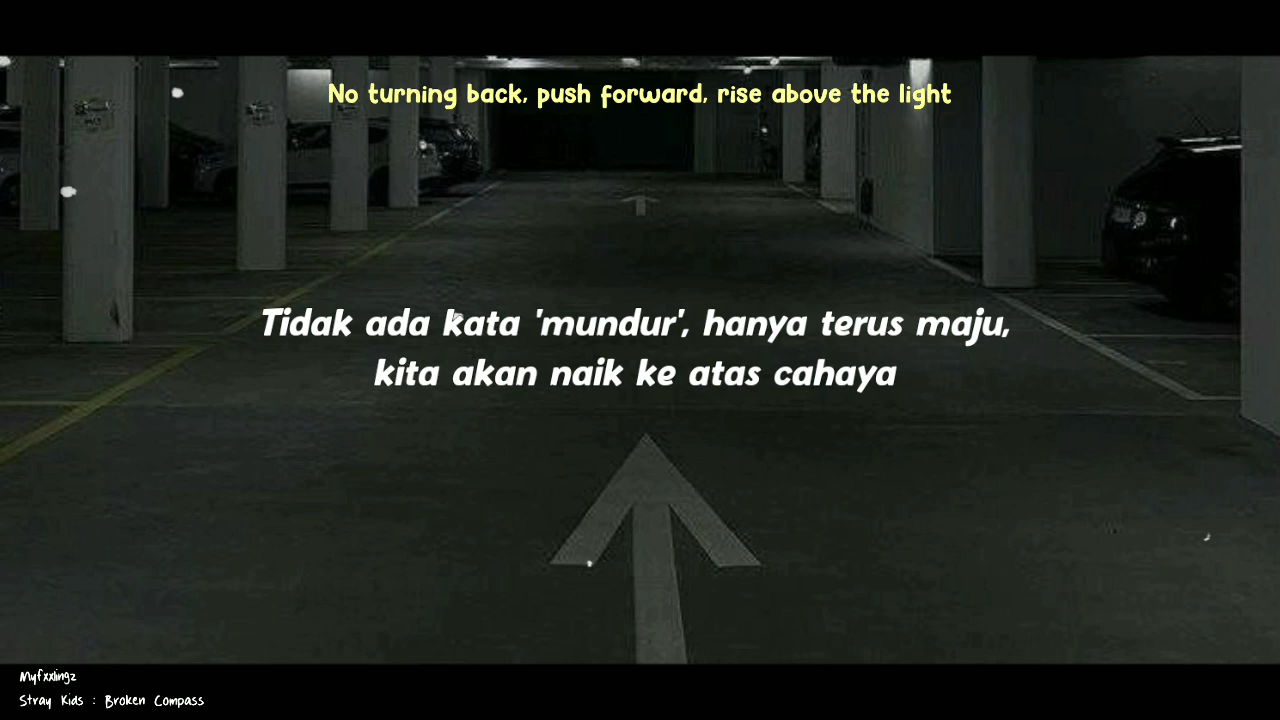 No turning back, push forward, rise above the light
Tidak ada kata 'mundur', hanya terus maju,
kita akan naik ke atas cahaya
Myfxxlingz
Stray Kids : Broken Compass